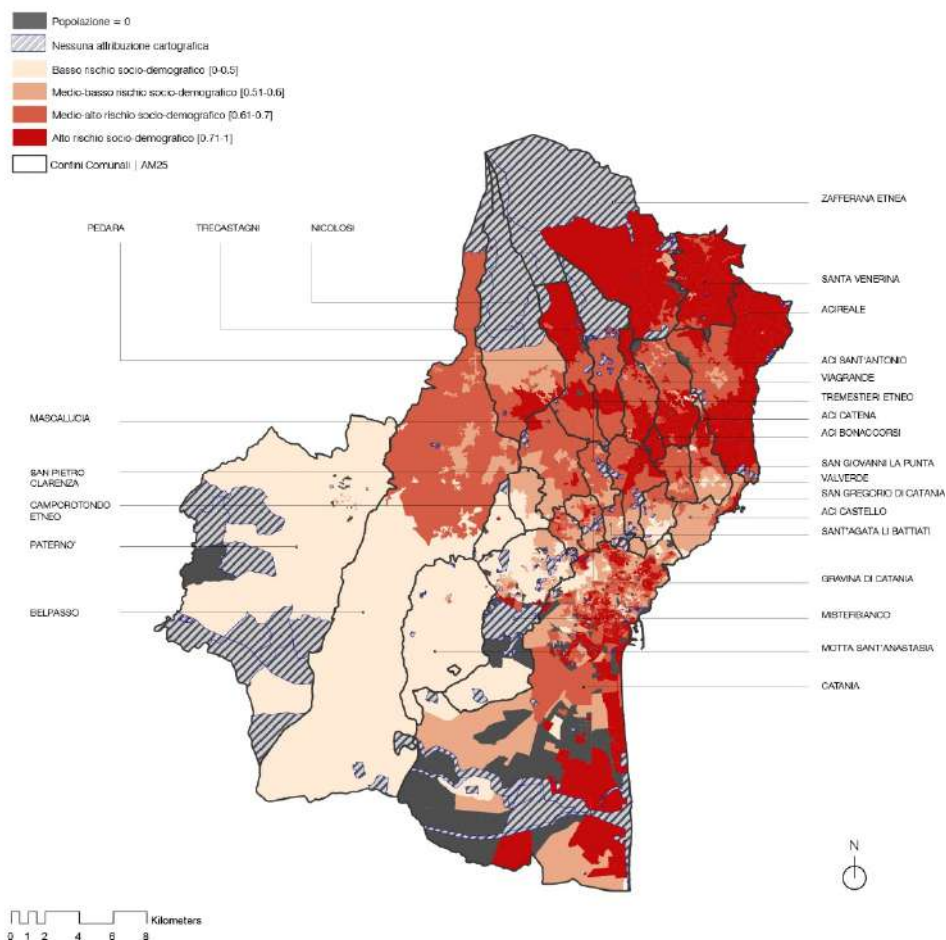 Popolazione = 0
Nessuna attribuzione cartografica
Basso rischio socio-demografico [0-0.5]
Medio-basso rischio socio-demografico [0.51-0.6]
Medio-alto rischio socio-demografico [0.61-0.7]
Alto rischio socio-demografico [0.71-1]
Confini Comunali | AM25
ZAFFERANA ETNEA
PEDARA
TRECASTAGNI
NICOLOSI
SANTA VENERINA
ACIREALE
ACI SANT'ANTONIO
VIAGRANDE
TREMESTIERI ETNEO
MASCALUCIA
ACI CATENA
ACI BONACCORSI
SAN GIOVANNI LA PUNTA
SAN PIETRO
CLARENZA
VALVERDE
SAN GREGORIO DI CATANIA
CAMPOROTONDO
ETNEO
ACI CASTELLO
SANT'AGATA LI BATTIATI
PATERNO'
GRAVINA DI CATANIA
BELPASSO
MISTERBIANCO
MOTTA SANT'ANASTASIA
CATANIA
N
Kilometers
0 1 2 4 6 8